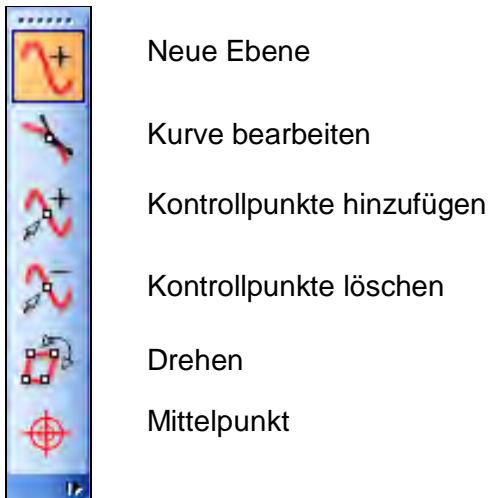 Neue Ebene
Kurve bearbeiten
Kontrollpunkte hinzufügen
Kontrollpunkte löschen
Drehen
Mittelpunkt